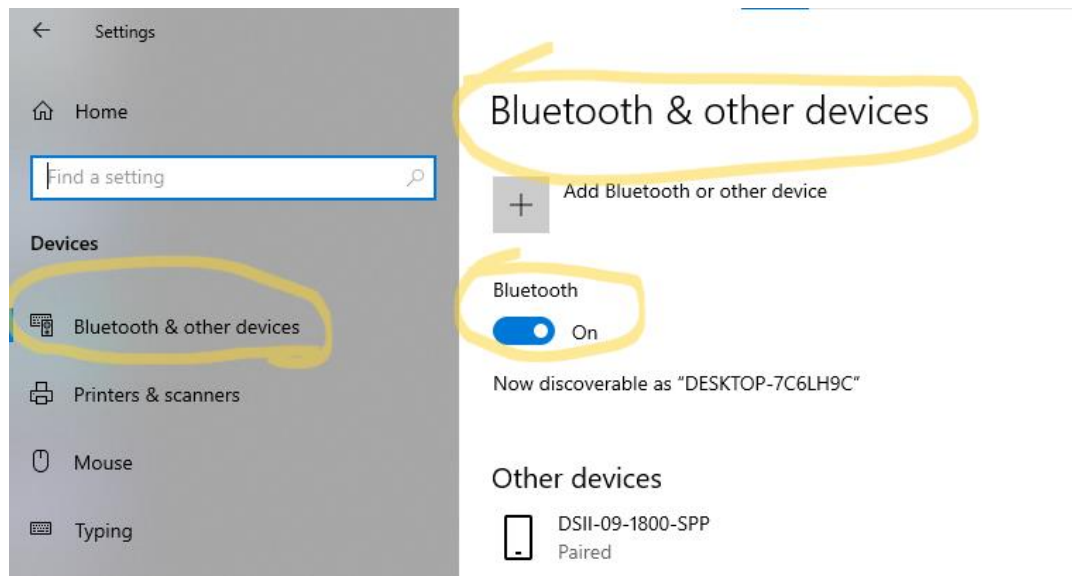 Settings
Home
Find a setting
Devices
Bluetooth & other devices
Printers & scanners
Mouse
Typing
Bluetooth & other devices
Add Bluetooth or other device
Bluetooth
On
Now discoverable as “DESKTOP-7C6LH9C”
Other devices
DSII-09-1800-SPP
Paired